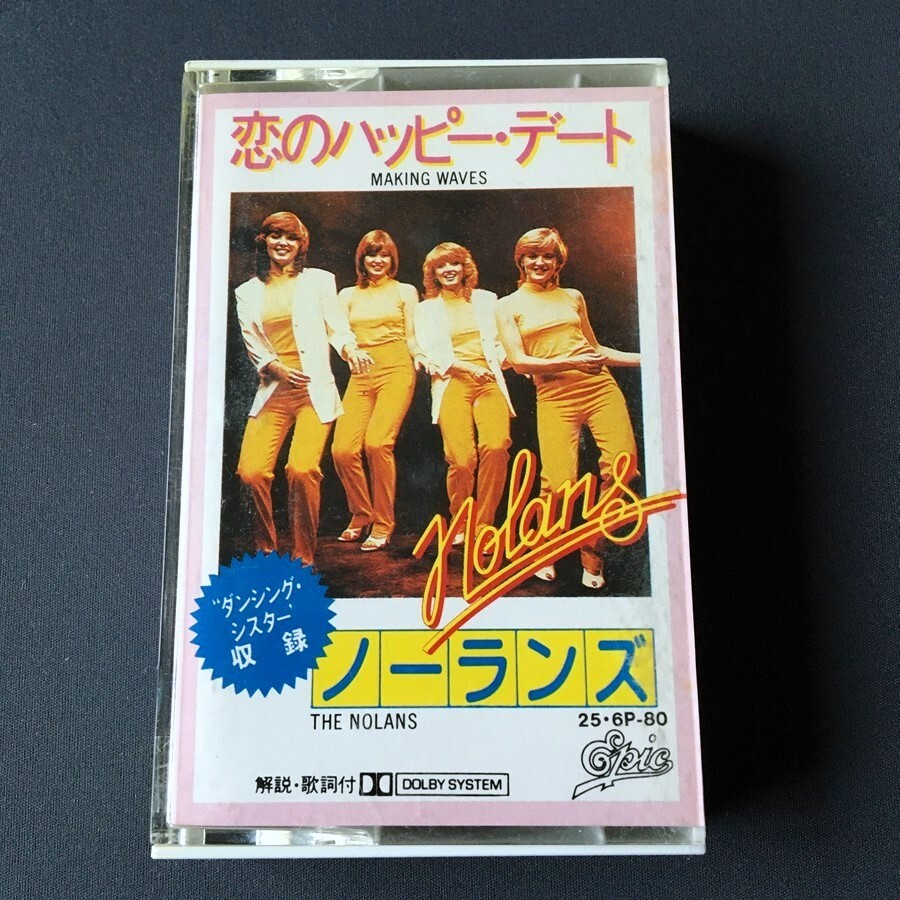 恋のハッピー・デート
MAKING WAVES
Nolans
"ダンシング・
シスター"
収録
ノーランズ
THE NOLANS
25・6P-80
Epic
解説・歌詞付 DOLBY SYSTEM